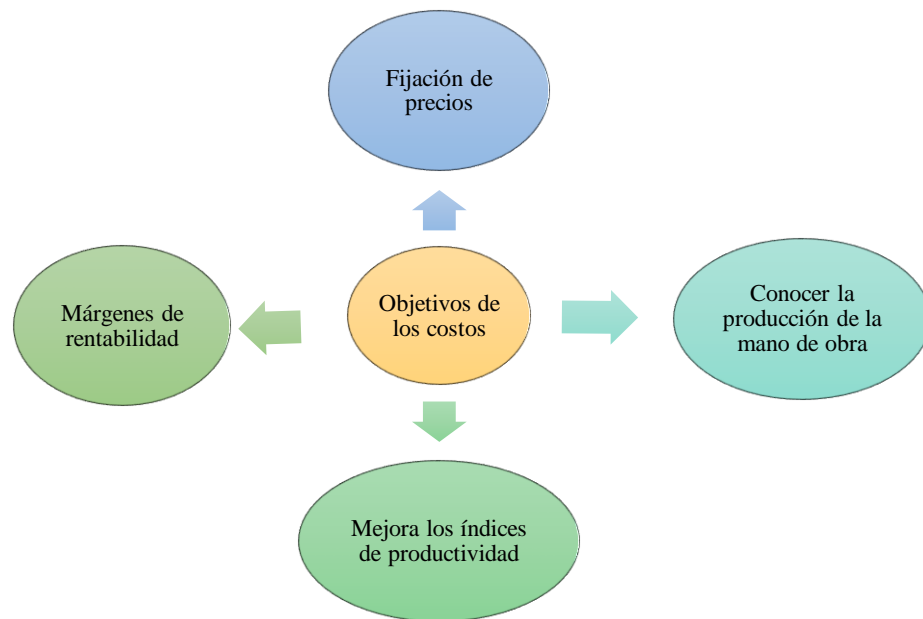 Fijación de
precios
Márgenes de
rentabilidad
Objetivos de
los costos
Conocer la
producción de la
mano de obra
Mejora los índices
de productividad